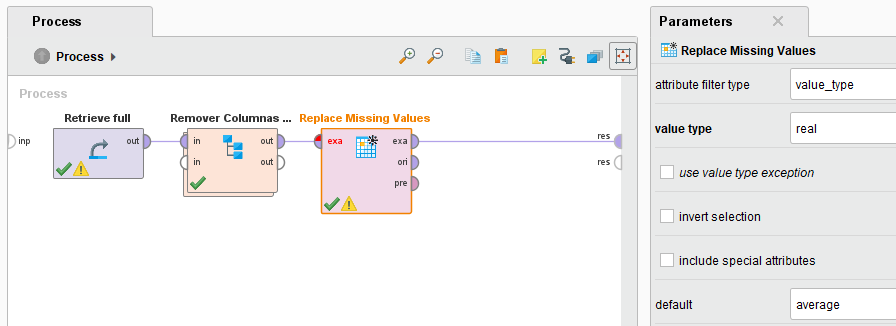 Process
Process
Process
Retrieve full
Remover Columnas ...
Replace Missing Values
inp
out
in
out
in
out
exa
exa
ori
pre
res
res
Parameters
Replace Missing Values
attribute filter type
value_type
value type
real
use value type exception
invert selection
include special attributes
default
average